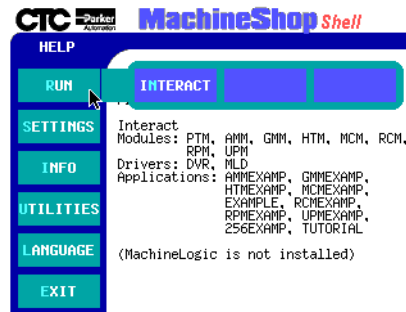 CTC Parker Automation MachineShop Shell
HELP
RUN INTERACT
SETTINGS
INFO
UTILITIES
LANGUAGE
EXIT
Interact
Modules: PTM, AMM, GMM, HTM, MCM, RCM,
RPM, UPM
Drivers: DVR, MLD
Applications: AMMEXAMP, GMMEXAMP,
HTMEXAMP, MCMEXAMP,
EXAMPLE, RCMEXAMP,
RPMEXAMP, UPMEXAMP,
256EXAMP, TUTORIAL
(MachineLogic is not installed)